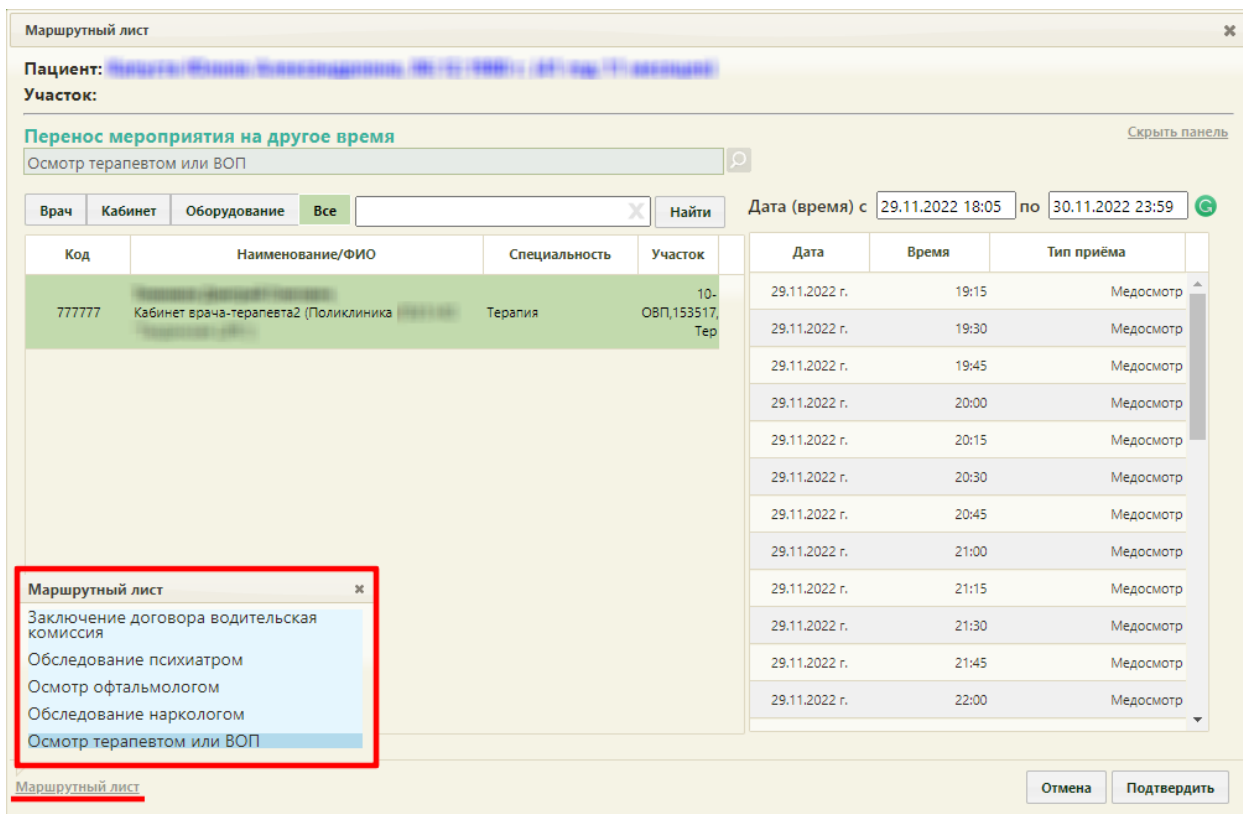 Маршрутный лист
Пациент:
Участок:
Перенос мероприятия на другое время
Скрыть панель
Осмотр терапевтом или ВОП
Врач Кабинет Оборудование Все X Найти
Дата (время) с 29.11.2022 18:05 по 30.11.2022 23:59
Код Наименование/ФИО Специальность Участок
777777 Кабинет врача-терапевта2 (Поликлиника Терапия 10-
ОВП,153517,
Тер
Дата Время Тип приёма
29.11.2022 г. 19:15 Медосмотр
29.11.2022 г. 19:30 Медосмотр
29.11.2022 г. 19:45 Медосмотр
29.11.2022 г. 20:00 Медосмотр
29.11.2022 г. 20:15 Медосмотр
29.11.2022 г. 20:30 Медосмотр
29.11.2022 г. 20:45 Медосмотр
29.11.2022 г. 21:00 Медосмотр
29.11.2022 г. 21:15 Медосмотр
29.11.2022 г. 21:30 Медосмотр
29.11.2022 г. 21:45 Медосмотр
29.11.2022 г. 22:00 Медосмотр
Маршрутный лист
Заключение договора водительская
комиссия
Обследование психиатром
Осмотр офтальмологом
Обследование наркологом
Осмотр терапевтом или ВОП
Маршрутный лист
Отмена Подтвердить